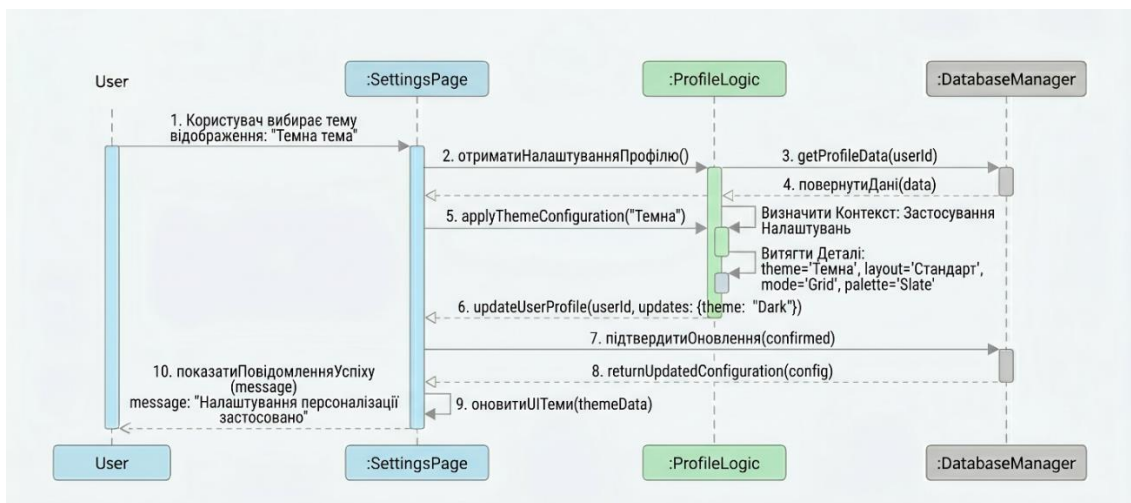 User
:SettingsPage
:ProfileLogic
:DatabaseManager
1. Користувач вибирає тему
відображення: "Темна тема"
2. отриматиНалаштуванняПрофілю()
3. getProfileData(userId)
4. повернутиДані(data)
5. applyThemeConfiguration("Темна")
Визначити Контекст: Застосування
Налаштувань
Витягти Деталі:
theme='Темна', layout='Стандарт',
mode='Grid', palette='Slate'
6. updateUserProfile(userId, updates: {theme: "Dark"})
7. підтвердитиОновлення(confirmed)
8. returnUpdatedConfiguration(config)
9. оновитиUIТеми(themeData)
10. показатиПовідомленняУспіху
(message)
message: "Налаштування персоналізації
застосовано"
User
:SettingsPage
:ProfileLogic
:DatabaseManager